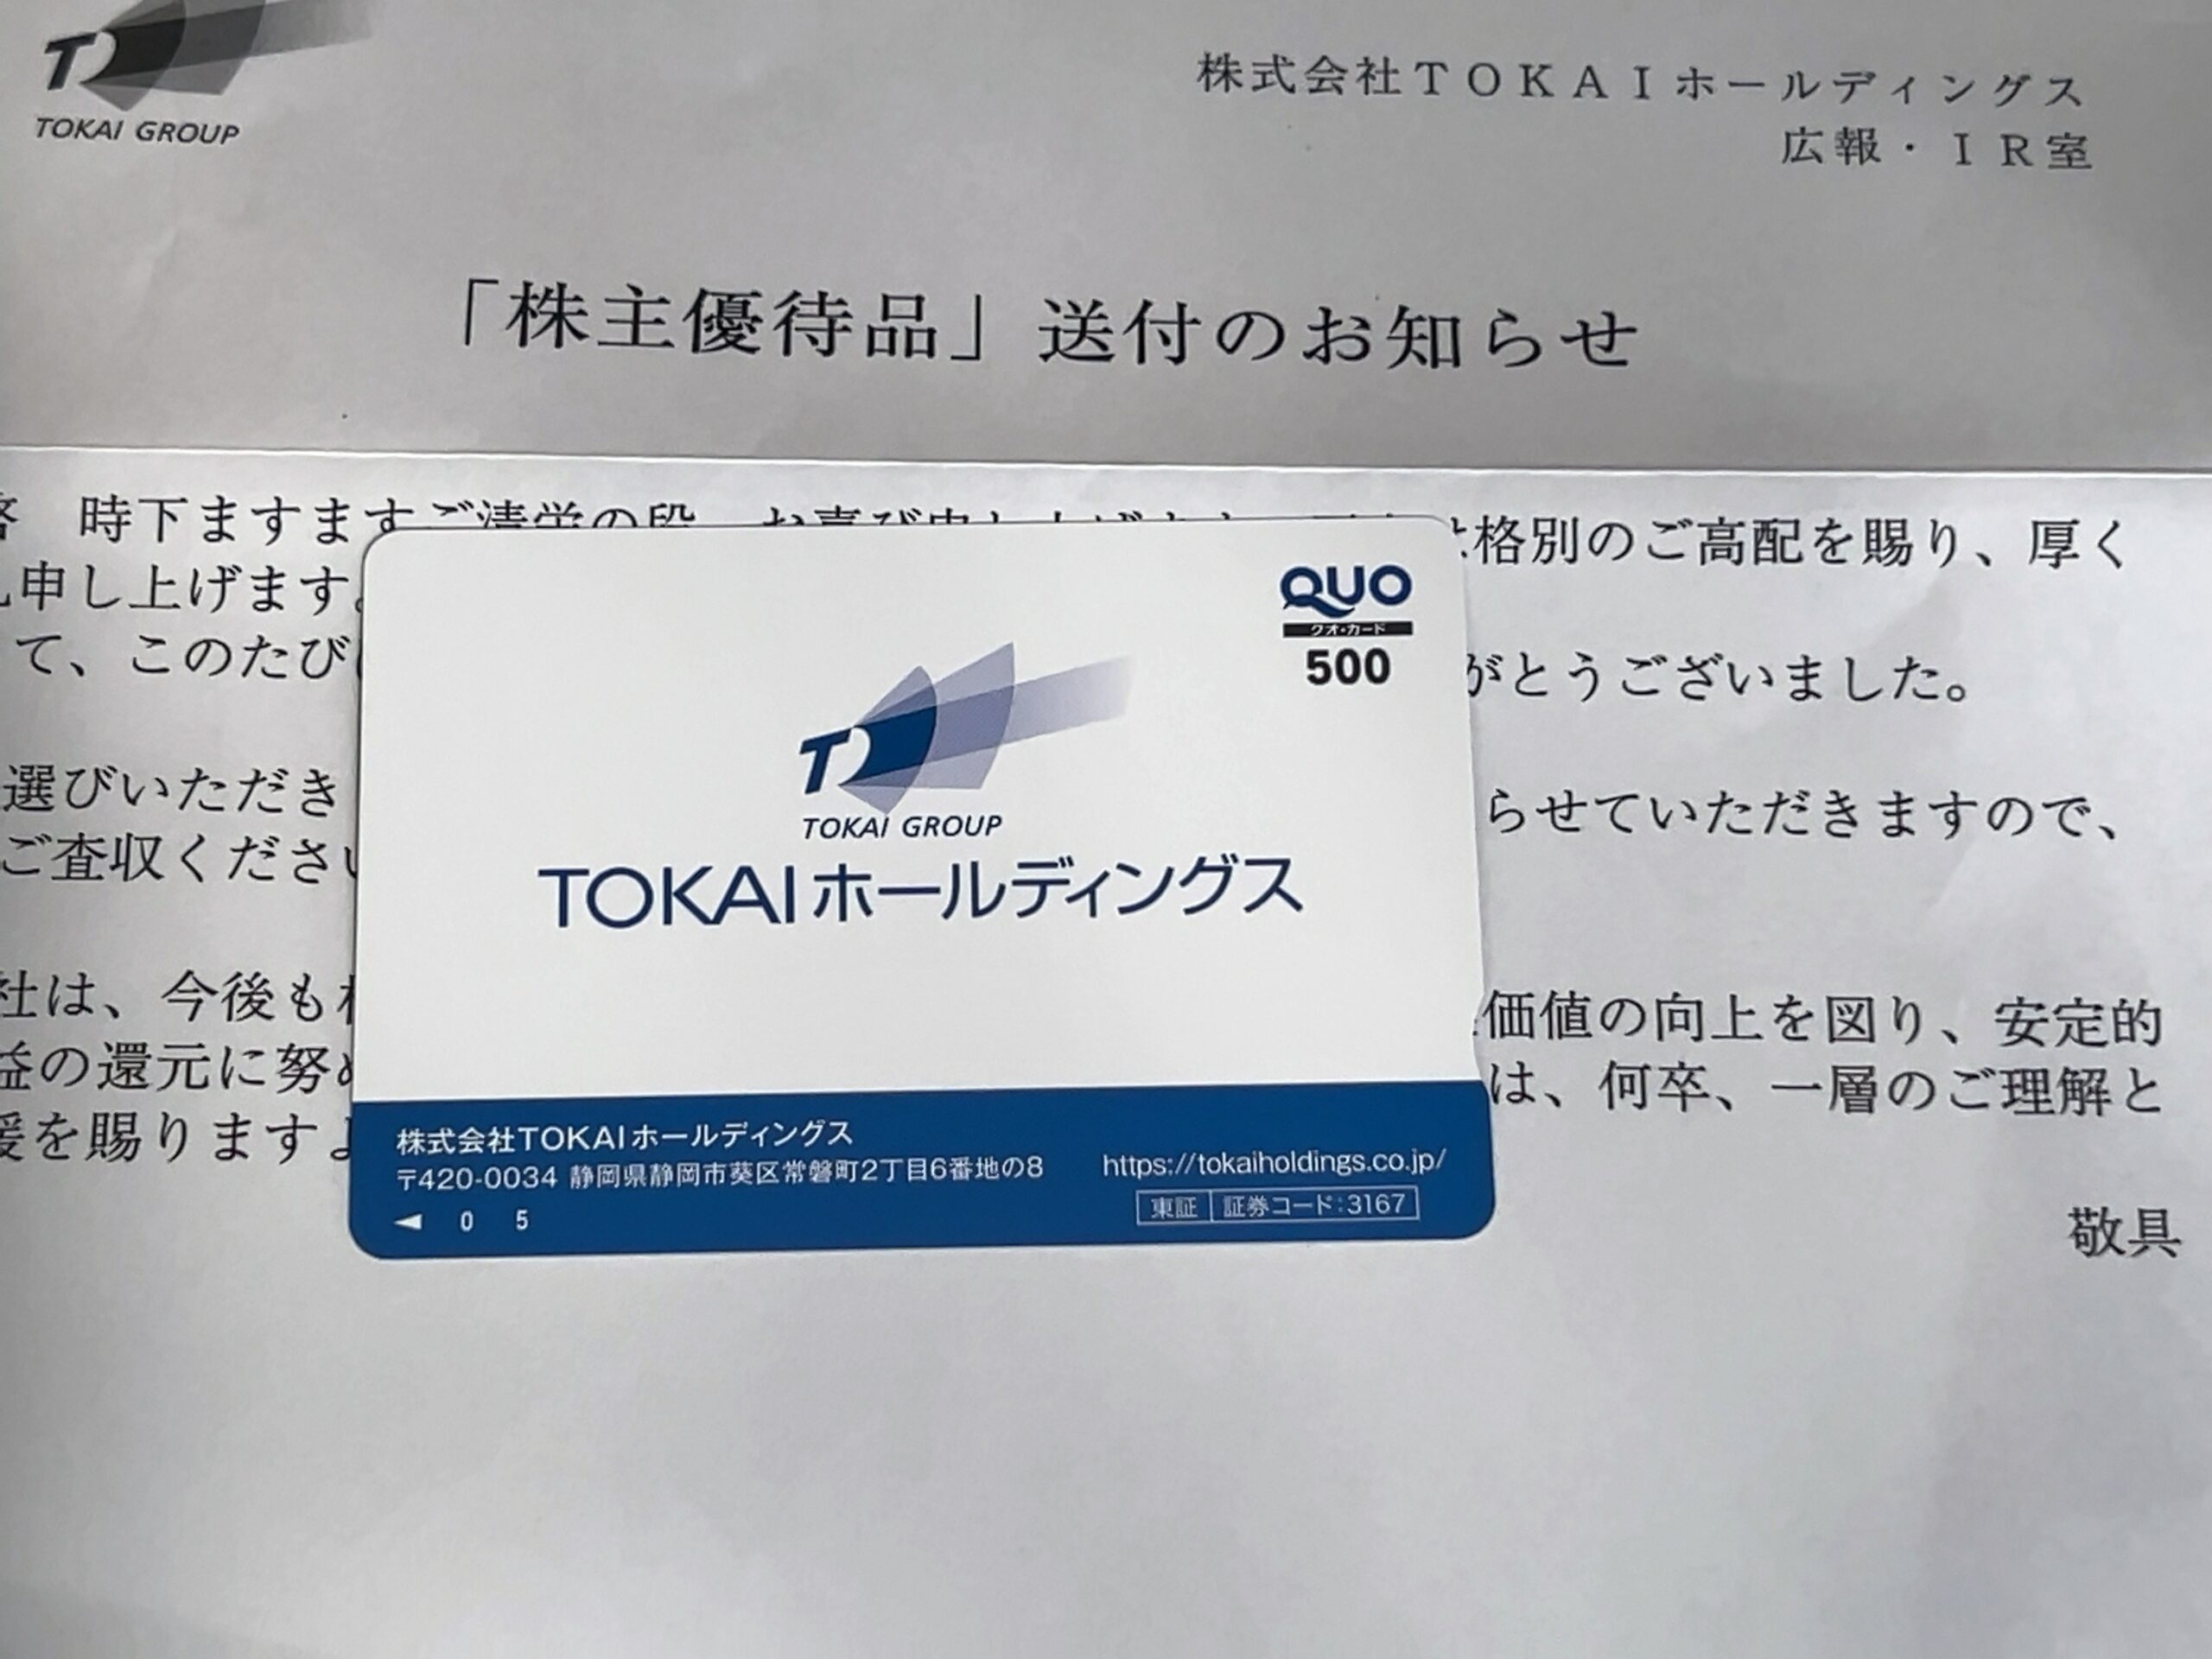 TOKAI GROUP
株式会社TOKAIホールディングス
広報・IR室
「株主優待品」送付のお知らせ
時下ますますご清栄の段
格別のご高配を賜り、厚く
申し上げます。
て、このたび
がとうございました。
選びいただき
らせていただきますので、
ご査収ください
社は、今後も
価値の向上を図り、安定的
益の還元に努め
は、何卒、一層のご理解と
援を賜ります
敬具
QUO
クオ・カード
500
TOKAI GROUP
TOKAIホールディングス
株式会社TOKAIホールディングス
〒420-0034 静岡県静岡市葵区常磐町2丁目6番地の8
https://tokaiholdings.co.jp/
東証 証券コード:3167
◀ 0 5